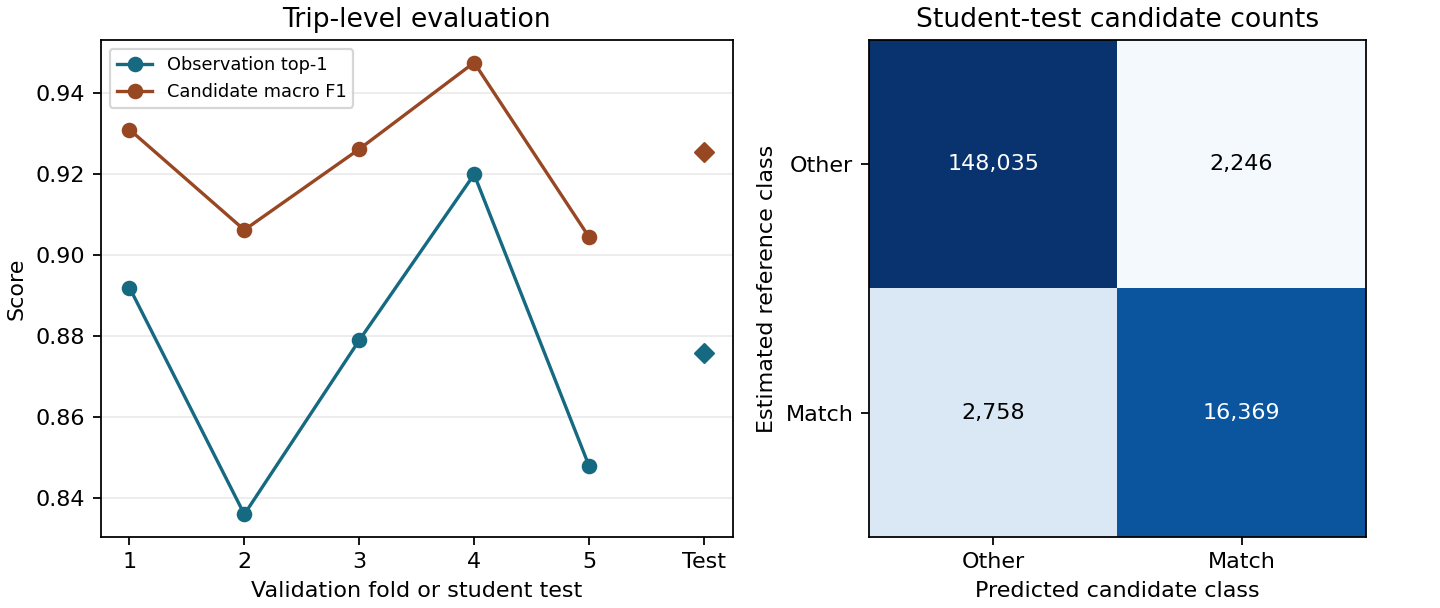 Trip-level evaluation
Observation top-1
Candidate macro F1
0.94
0.92
0.90
0.88
0.86
0.84
Score
1 2 3 4 5 Test
Validation fold or student test
Student-test candidate counts
Estimated reference class
Other 148,035 2,246
Match 2,758 16,369
Other Match
Predicted candidate class